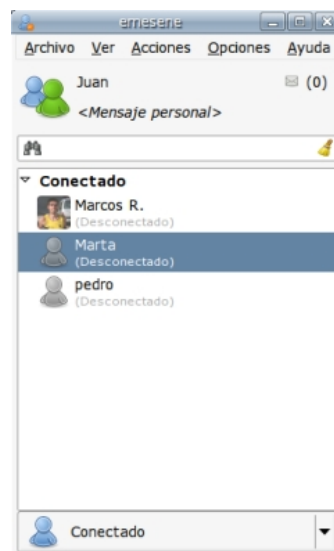 emesene
Archivo Ver Acciones Opciones Ayuda
Juan (0)
<Mensaje personal>
Conectado
Marcos R.
(Desconectado)
Marta
(Desconectado)
pedro
(Desconectado)
Conectado